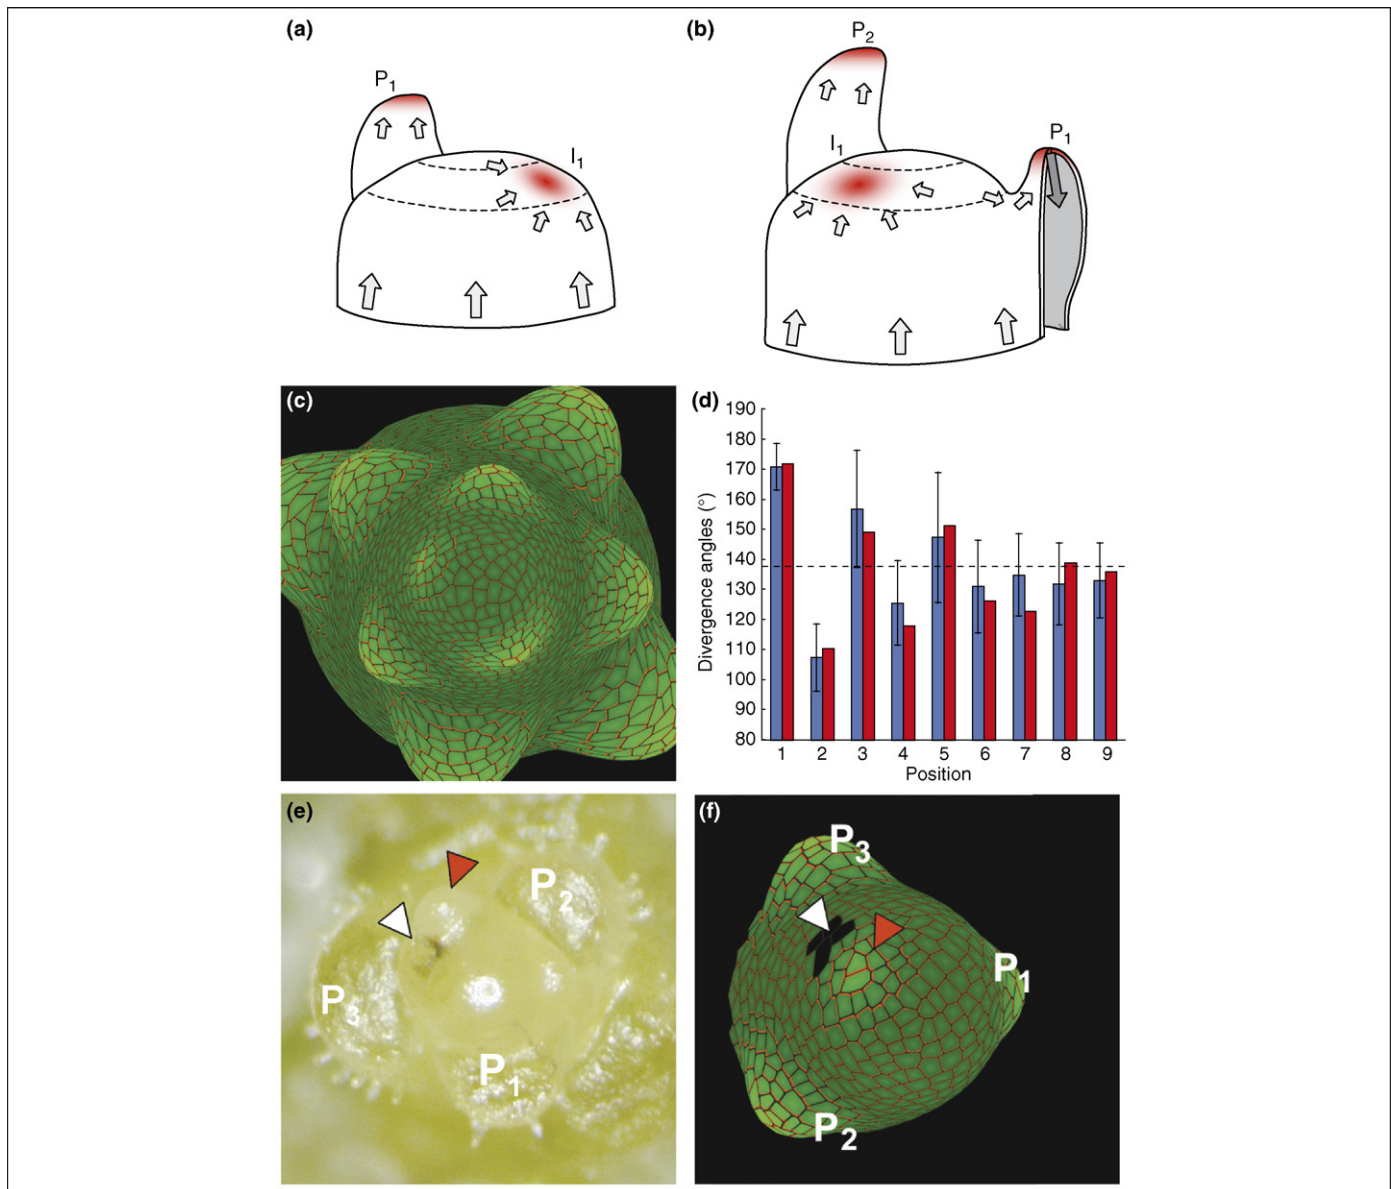 (a)
P1
I1
(b)
P2
I1
P1
(c)
(d)
Divergence angles (°)
190
180
170
160
150
140
130
120
110
100
90
80
1 2 3 4 5 6 7 8 9
Position
(e)
P2
P3
P1
(f)
P3
P1
P2